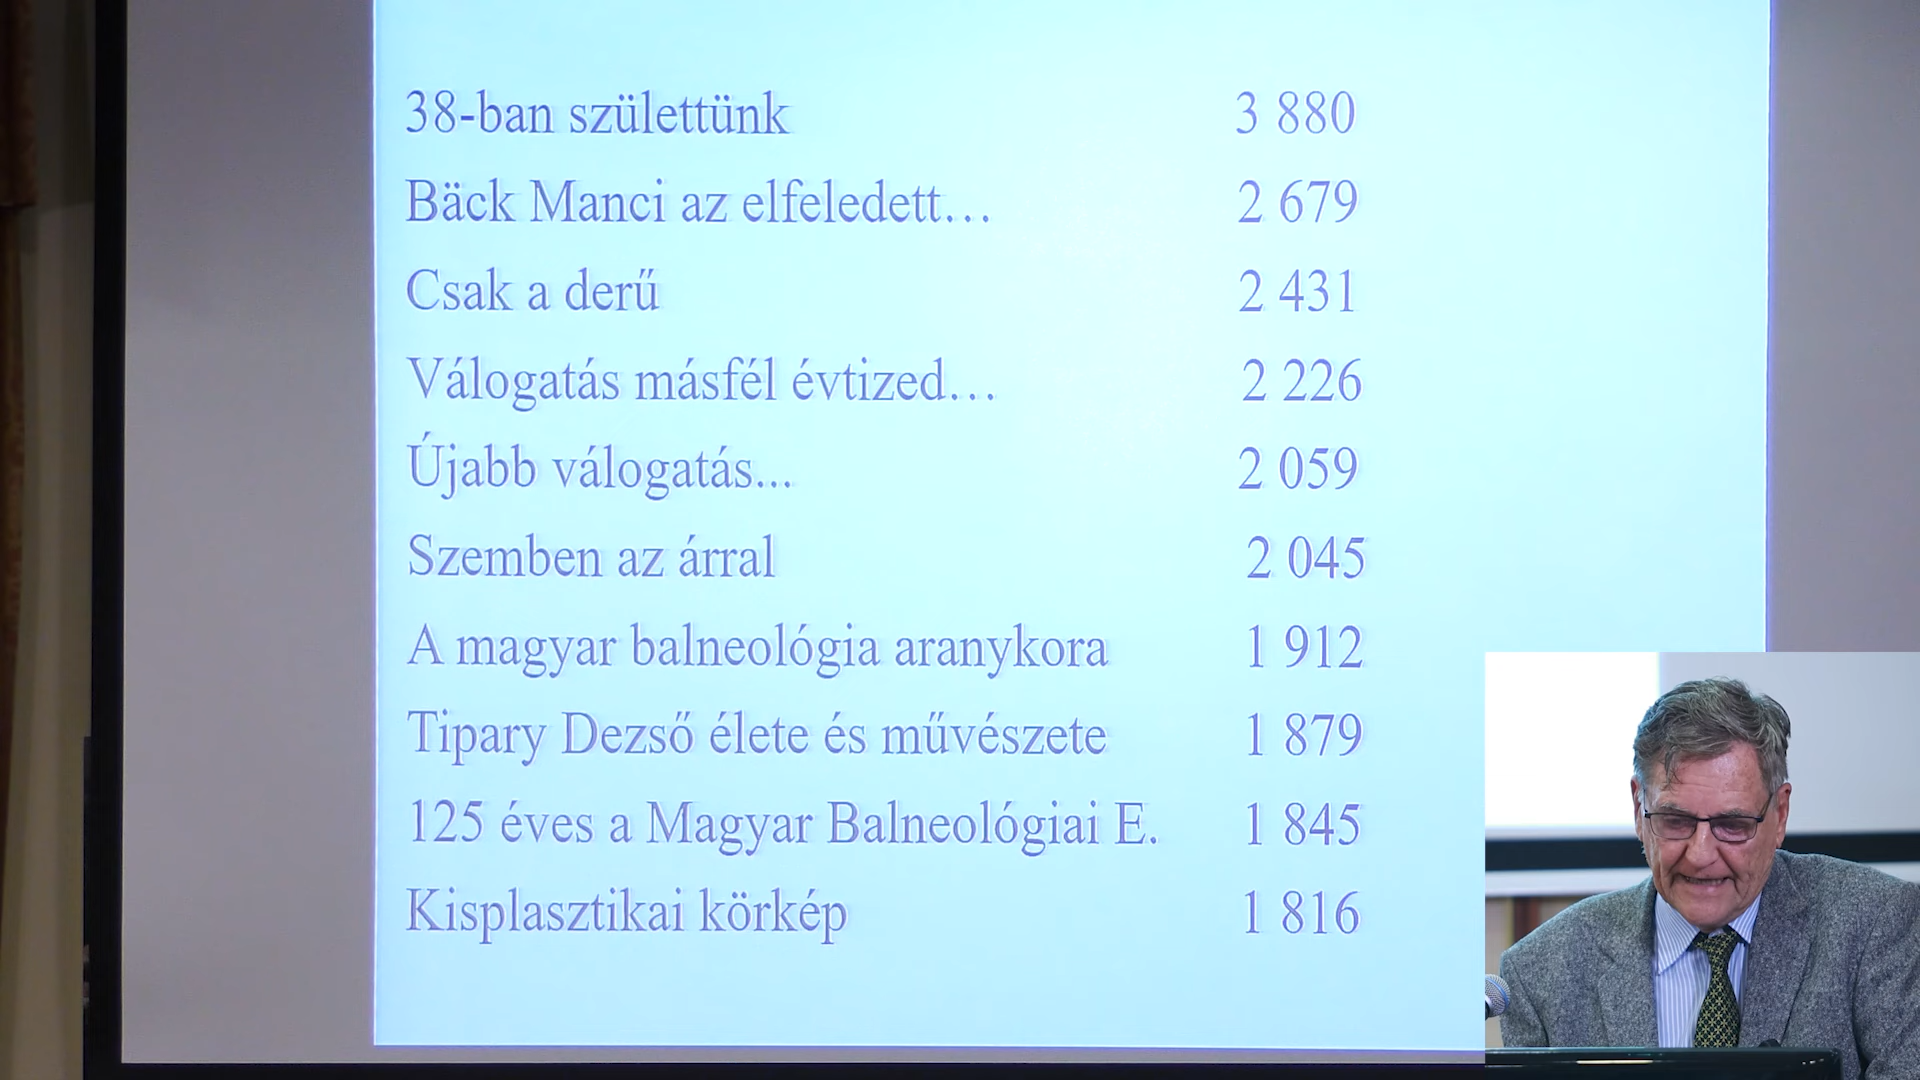 38-ban születtünk 3 880
Bäck Manci az elfeledett… 2 679
Csak a derű 2 431
Válogatás másfél évtized… 2 226
Újabb válogatás... 2 059
Szemben az árral 2 045
A magyar balneológia aranykora 1 912
Tipary Dezső élete és művészete 1 879
125 éves a Magyar Balneológiai E. 1 845
Kisplasztikai körkép 1 816